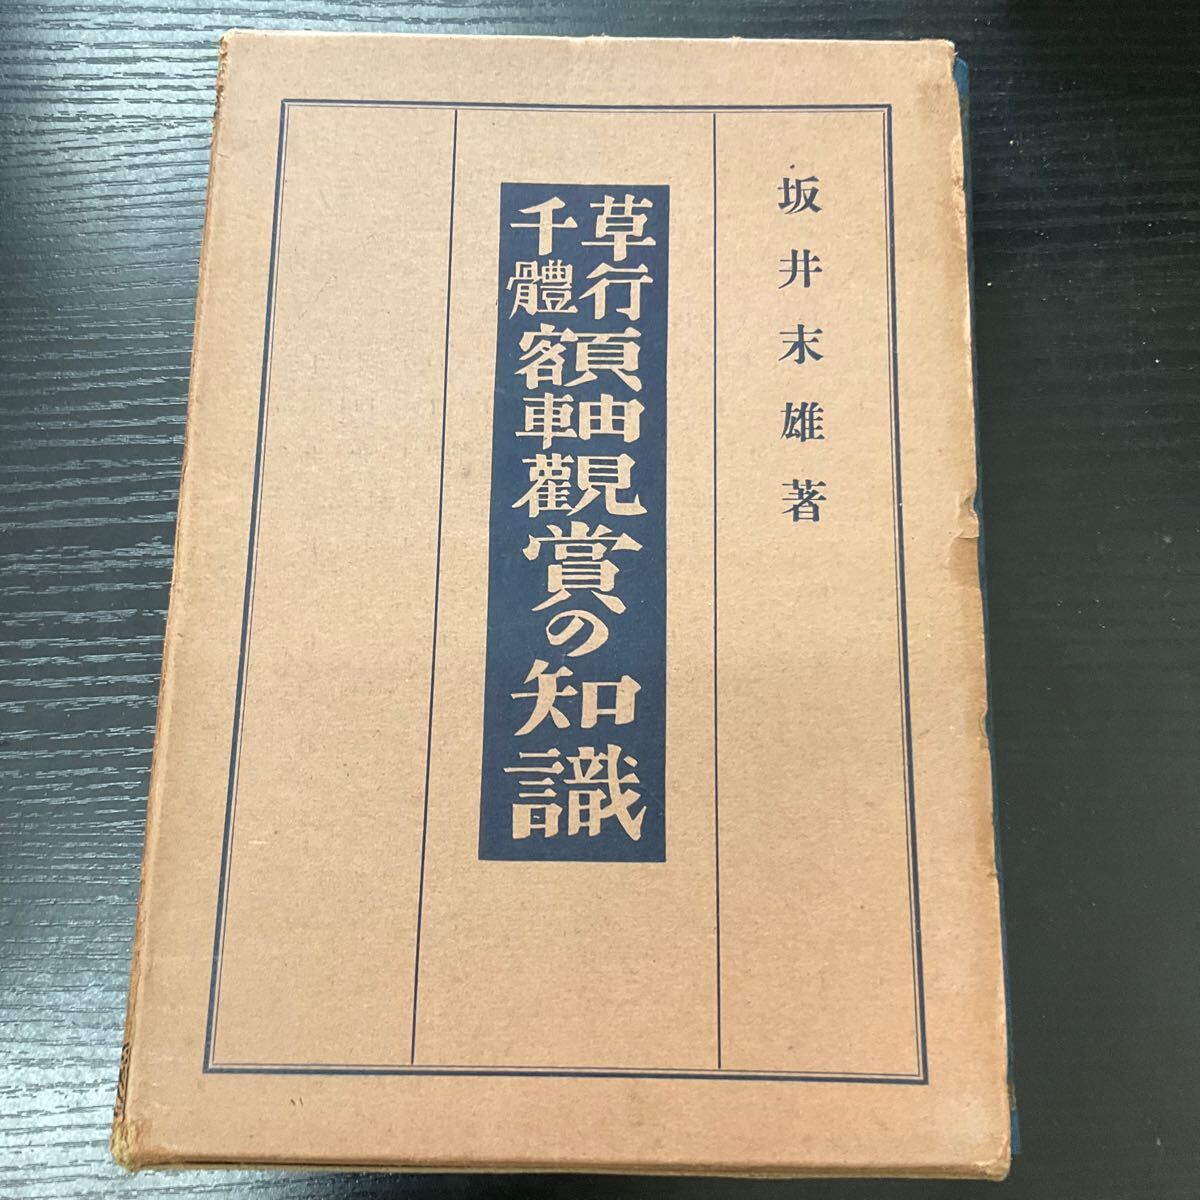 坂井末雄著
草行
千體
額軸觀賞の知識